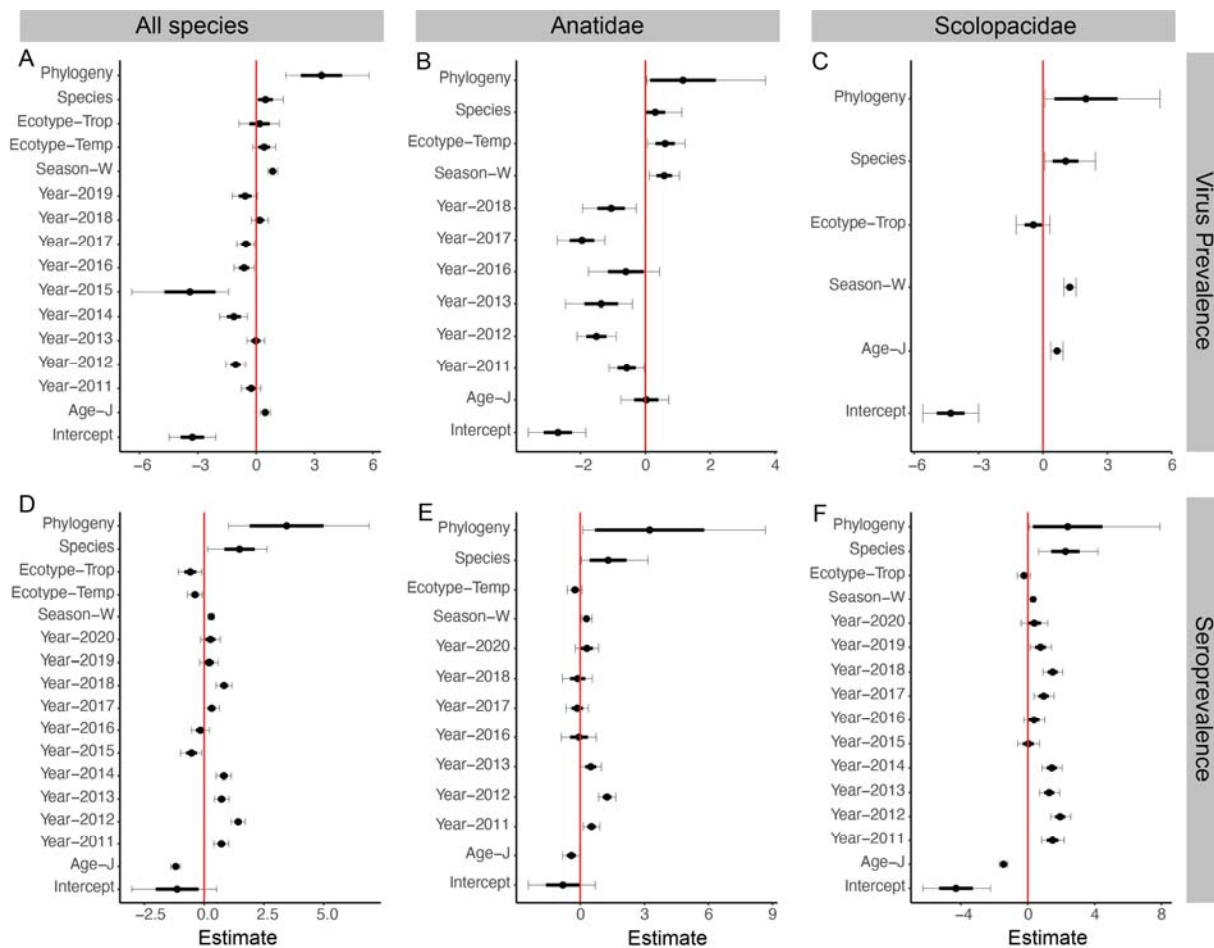 All species
Anatidae
Scolopacidae
A
Phylogeny
Species
Ecotype-Trop
Ecotype-Temp
Season-W
Year-2019
Year-2018
Year-2017
Year-2016
Year-2015
Year-2014
Year-2013
Year-2012
Year-2011
Age-J
Intercept
-6 -3 0 3 6
B
Phylogeny
Species
Ecotype-Temp
Season-W
Year-2018
Year-2017
Year-2016
Year-2013
Year-2012
Year-2011
Age-J
Intercept
-2 0 2 4
C
Phylogeny
Species
Ecotype-Trop
Season-W
Age-J
Intercept
-6 -3 0 3 6
Virus Prevalence
D
Phylogeny
Species
Ecotype-Trop
Ecotype-Temp
Season-W
Year-2020
Year-2019
Year-2018
Year-2017
Year-2016
Year-2015
Year-2014
Year-2013
Year-2012
Year-2011
Age-J
Intercept
-2.5 0.0 2.5 5.0
Estimate
E
Phylogeny
Species
Ecotype-Temp
Season-W
Year-2020
Year-2018
Year-2017
Year-2016
Year-2013
Year-2012
Year-2011
Age-J
Intercept
0 3 6 9
Estimate
F
Phylogeny
Species
Ecotype-Trop
Season-W
Year-2020
Year-2019
Year-2018
Year-2017
Year-2016
Year-2015
Year-2014
Year-2013
Year-2012
Year-2011
Age-J
Intercept
-4 0 4 8
Estimate
Seroprevalence